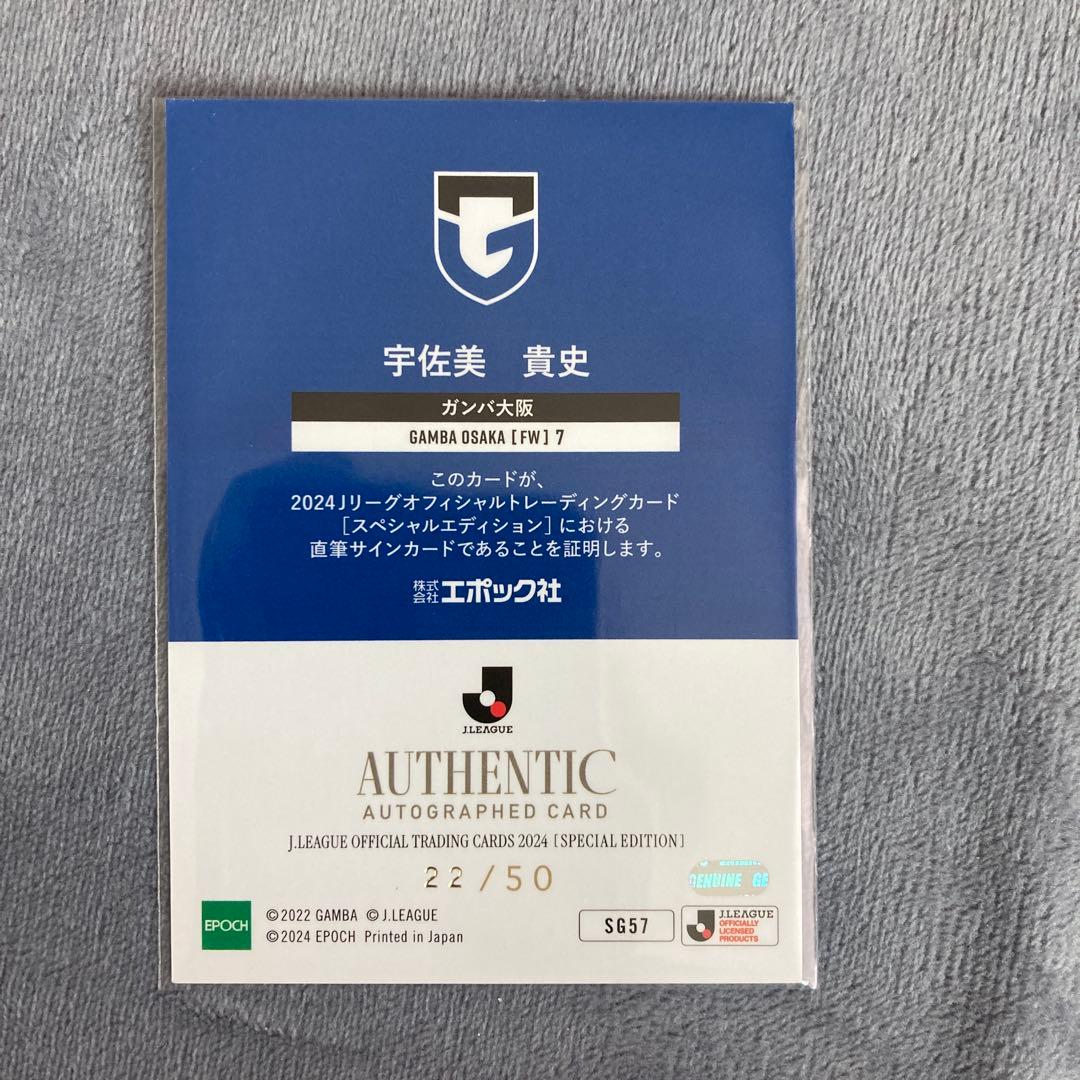 宇佐美 貴史
ガンバ大阪
GAMBA OSAKA [FW] 7
このカードが、
2024Jリーグオフィシャルトレーディングカード
[スペシャルエディション] における
直筆サインカードであることを証明します。
株式会社エポック社
J.LEAGUE
AUTHENTIC
AUTOGRAPHED CARD
J.LEAGUE OFFICIAL TRADING CARDS 2024 [SPECIAL EDITION]
22/50
GENUINE GE
EPOCH
©2022 GAMBA ©J.LEAGUE
©2024 EPOCH Printed in Japan
SG57
J.LEAGUE
OFFICIALLY
LICENSED
PRODUCTS